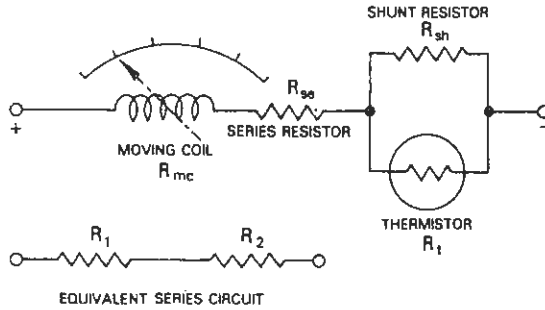 SHUNT RESISTOR
R_sh
R_se
+
MOVING COIL
R_mc
SERIES RESISTOR
−
THERMISTOR
R_t
R_1
R_2
EQUIVALENT SERIES CIRCUIT